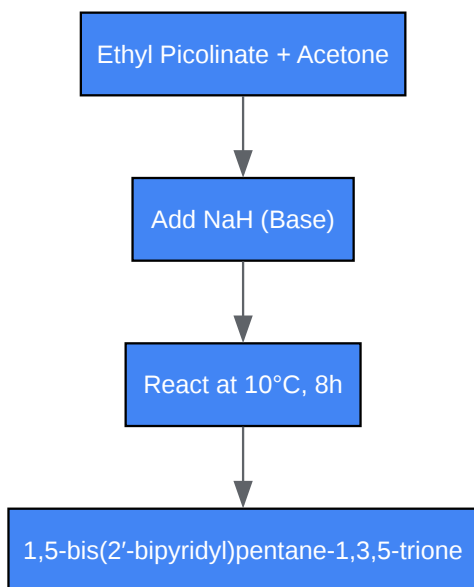 Ethyl Picolinate + Acetone
Add NaH (Base)
React at 10°C, 8h
1,5-bis(2′-bipyridyl)pentane-1,3,5-trione